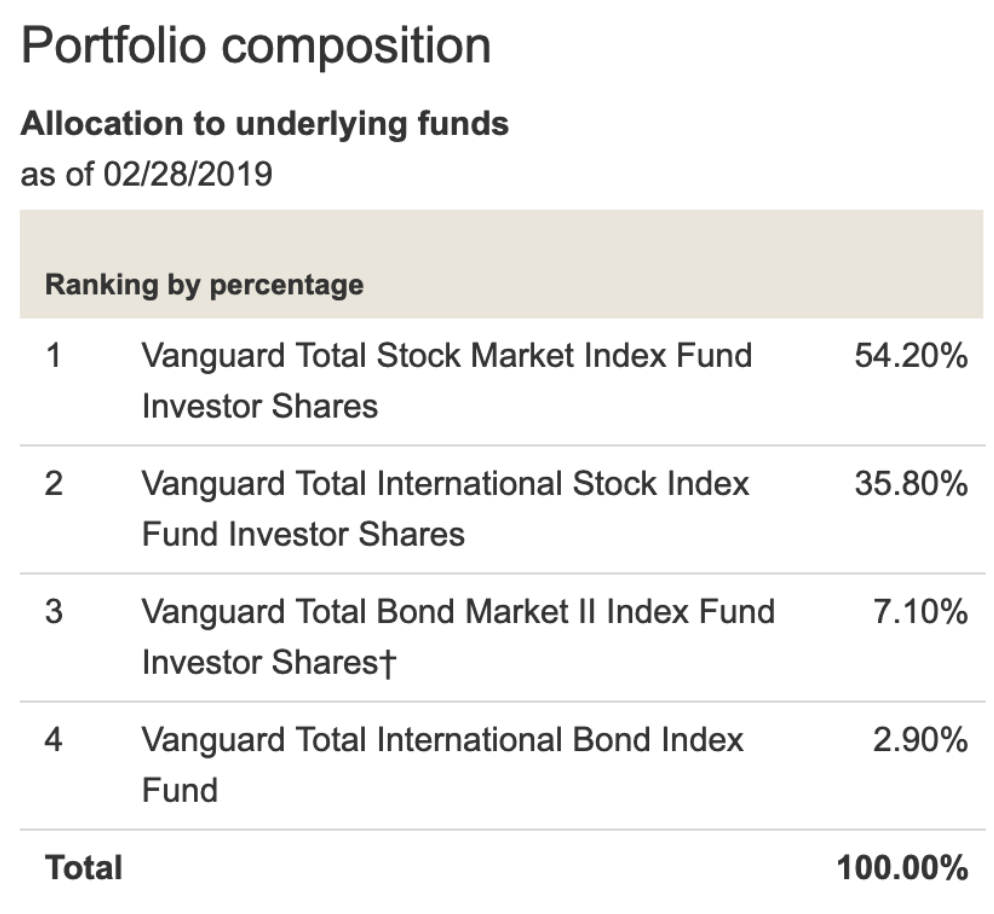 Portfolio composition
Allocation to underlying funds
as of 02/28/2019
Ranking by percentage
1 Vanguard Total Stock Market Index Fund 54.20%
Investor Shares
2 Vanguard Total International Stock Index 35.80%
Fund Investor Shares
3 Vanguard Total Bond Market II Index Fund 7.10%
Investor Shares†
4 Vanguard Total International Bond Index 2.90%
Fund
Total 100.00%